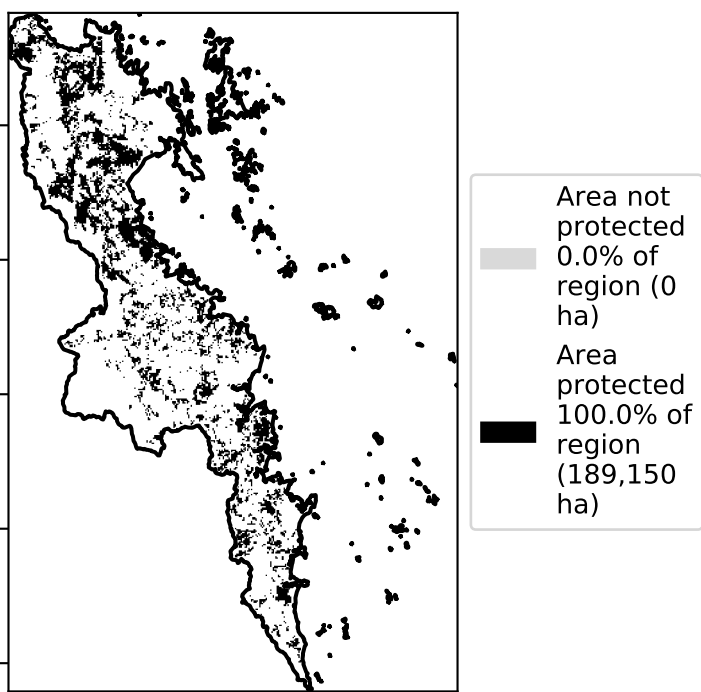 Area not
protected
0.0% of
region (0
ha)
Area
protected
100.0% of
region
(189,150
ha)